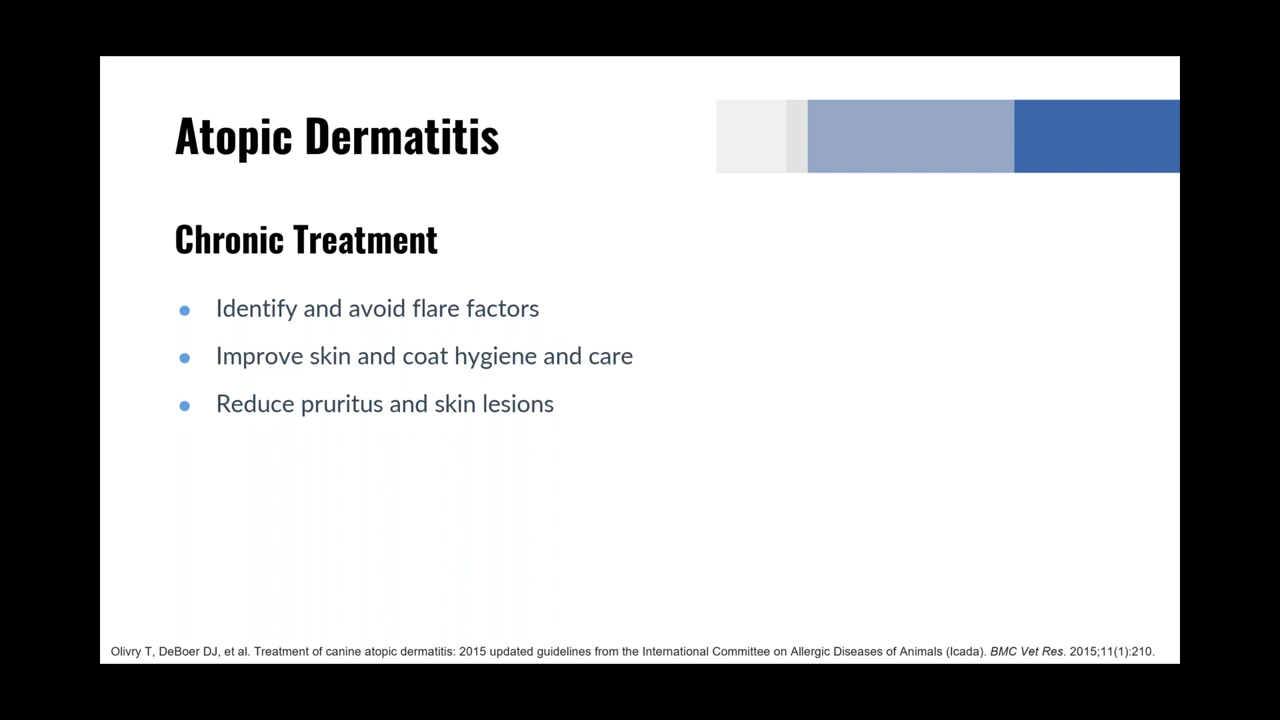 Atopic Dermatitis
Chronic Treatment
● Identify and avoid flare factors
● Improve skin and coat hygiene and care
● Reduce pruritus and skin lesions
Olivry T, DeBoer DJ, et al. Treatment of canine atopic dermatitis: 2015 updated guidelines from the International Committee on Allergic Diseases of Animals (Icada). BMC Vet Res. 2015;11(1):210.